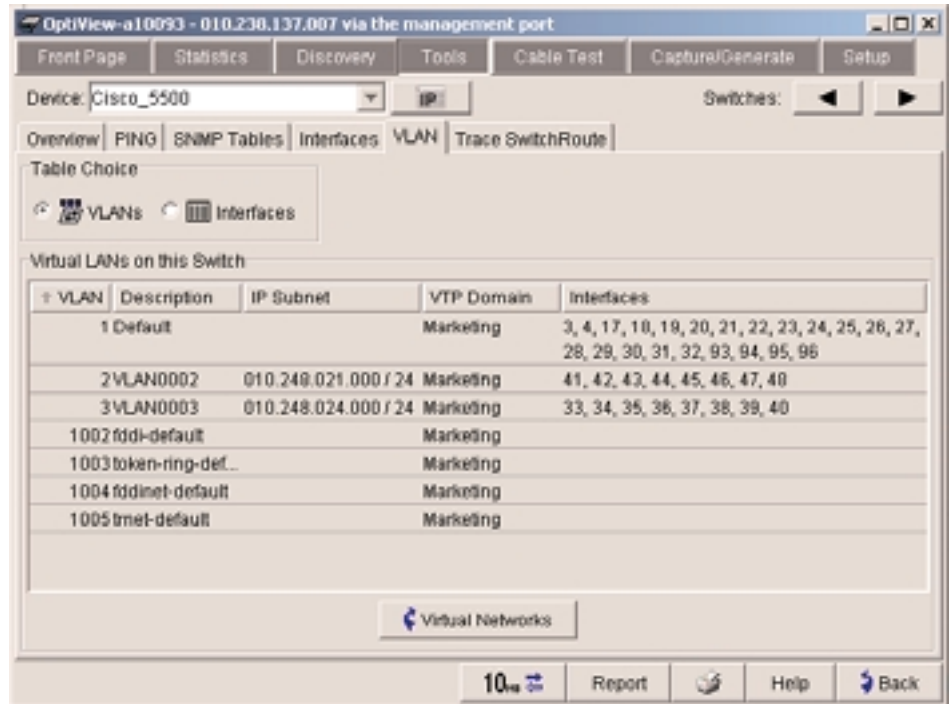 OptiView-a10093 - 010.238.137.007 via the management port
Front Page Statistics Discovery Tools Cable Test Capture/Generate Setup
Device: Cisco_5500 IP Switches:
Overview PING SNMP Tables Interfaces VLAN Trace SwitchRoute
Table Choice
VLANs Interfaces
Virtual LANs on this Switch
VLAN Description IP Subnet VTP Domain Interfaces
1 Default Marketing 3, 4, 17, 18, 19, 20, 21, 22, 23, 24, 25, 26, 27,
28, 29, 30, 31, 32, 93, 94, 95, 96
2 VLAN0002 010.248.021.000 / 24 Marketing 41, 42, 43, 44, 45, 46, 47, 48
3 VLAN0003 010.248.024.000 / 24 Marketing 33, 34, 35, 36, 37, 38, 39, 40
1002 fddi-default Marketing
1003 token-ring-def... Marketing
1004 fddinet-default Marketing
1005 trnet-default Marketing
Virtual Networks
10 Report Help Back